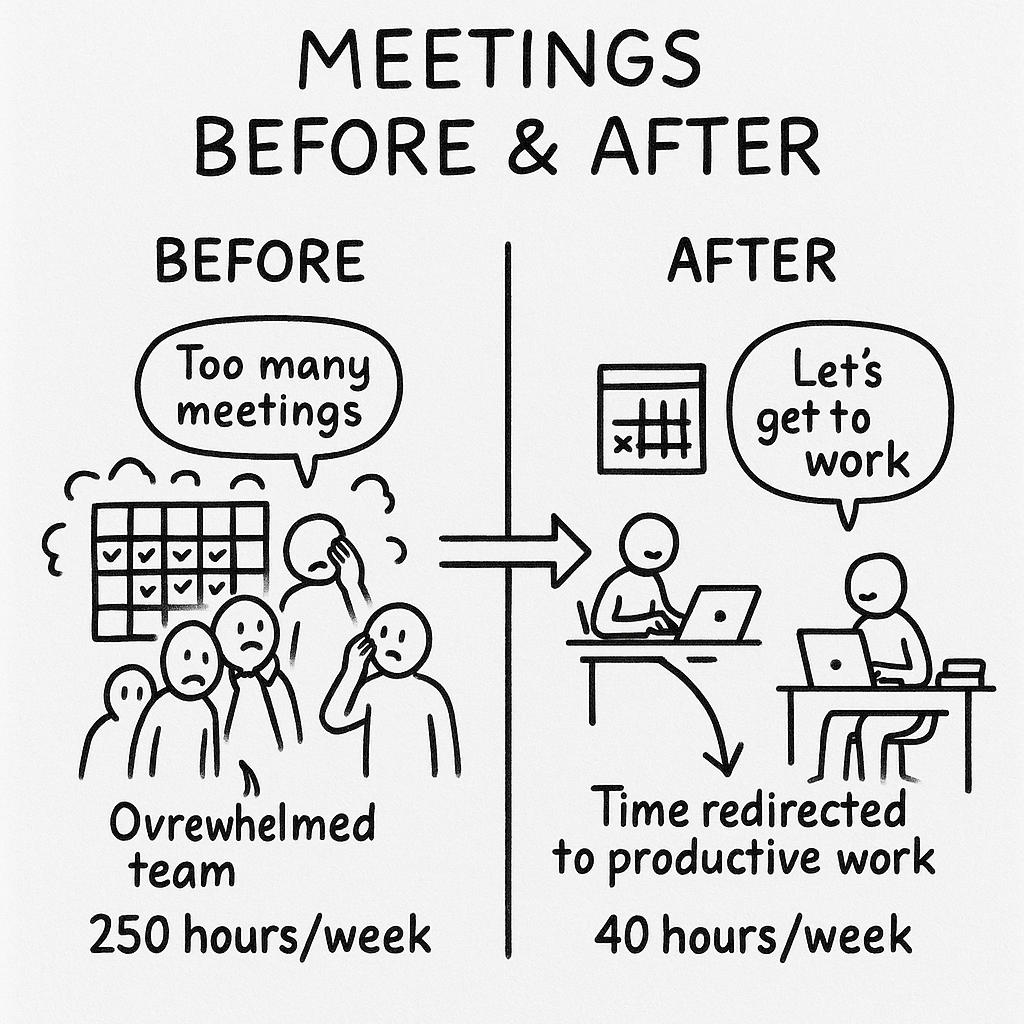 MEETINGS
BEFORE & AFTER
BEFORE
Too many
meetings
Ovrewhelmed
team
250 hours/week
AFTER
Let's
get to
work
Time redirected
to productive work
40 hours/week